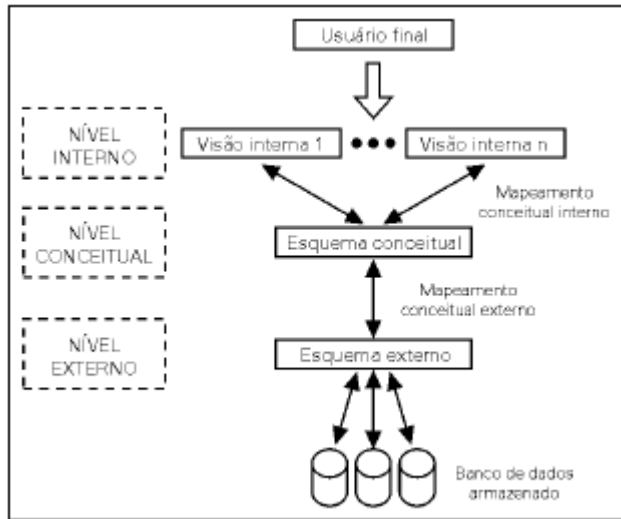 Usuário final
NÍVEL
INTERNO
Visão interna 1
Visão interna n
Mapeamento
conceitual interno
NÍVEL
CONCEITUAL
Esquema conceitual
Mapeamento
conceitual externo
NÍVEL
EXTERNO
Esquema externo
Banco de dados
armazenado